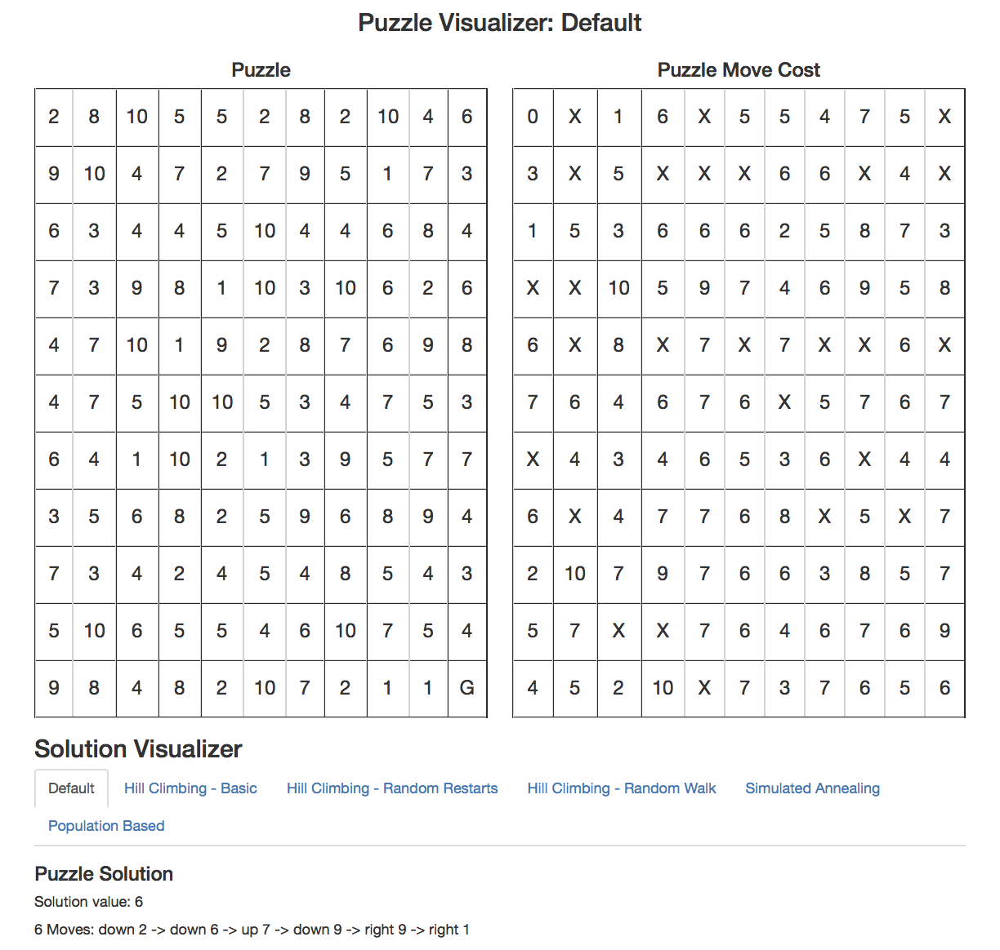 Puzzle Visualizer: Default
Puzzle
2 8 10 5 5 2 8 2 10 4 6
9 10 4 7 2 7 9 5 1 7 3
6 3 4 4 5 10 4 4 6 8 4
7 3 9 8 1 10 3 10 6 2 6
4 7 10 1 9 2 8 7 6 9 8
4 7 5 10 10 5 3 4 7 5 3
6 4 1 10 2 1 3 9 5 7 7
3 5 6 8 2 5 9 6 8 9 4
7 3 4 2 4 5 4 8 5 4 3
5 10 6 5 5 4 6 10 7 5 4
9 8 4 8 2 10 7 2 1 1 G
Puzzle Move Cost
0 X 1 6 X 5 5 4 7 5 X
3 X 5 X X X 6 6 X 4 X
1 5 3 6 6 6 2 5 8 7 3
X X 10 5 9 7 4 6 9 5 8
6 X 8 X 7 X 7 X X 6 X
7 6 4 6 7 6 X 5 7 6 7
X 4 3 4 6 5 3 6 X 4 4
6 X 4 7 7 6 8 X 5 X 7
2 10 7 9 7 6 6 3 8 5 7
5 7 X X 7 6 4 6 7 6 9
4 5 2 10 X 7 3 7 6 5 6
Solution Visualizer
Default Hill Climbing - Basic Hill Climbing - Random Restarts Hill Climbing - Random Walk Simulated Annealing
Population Based
Puzzle Solution
Solution value: 6
6 Moves: down 2 -> down 6 -> up 7 -> down 9 -> right 9 -> right 1